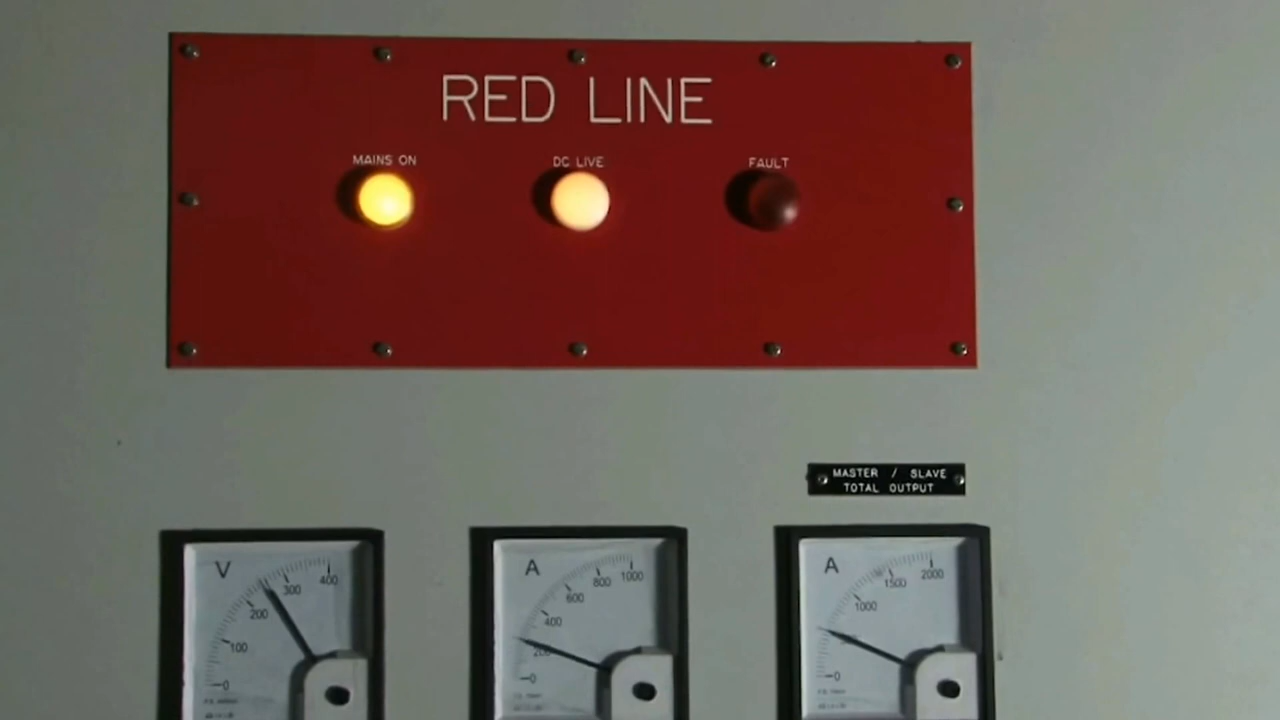 RED LINE
MAINS ON
DC LIVE
FAULT
MASTER / SLAVE
TOTAL OUTPUT
V
0
100
200
300
400
A
0
200
400
600
800
1000
A
0
1000
1500
2000